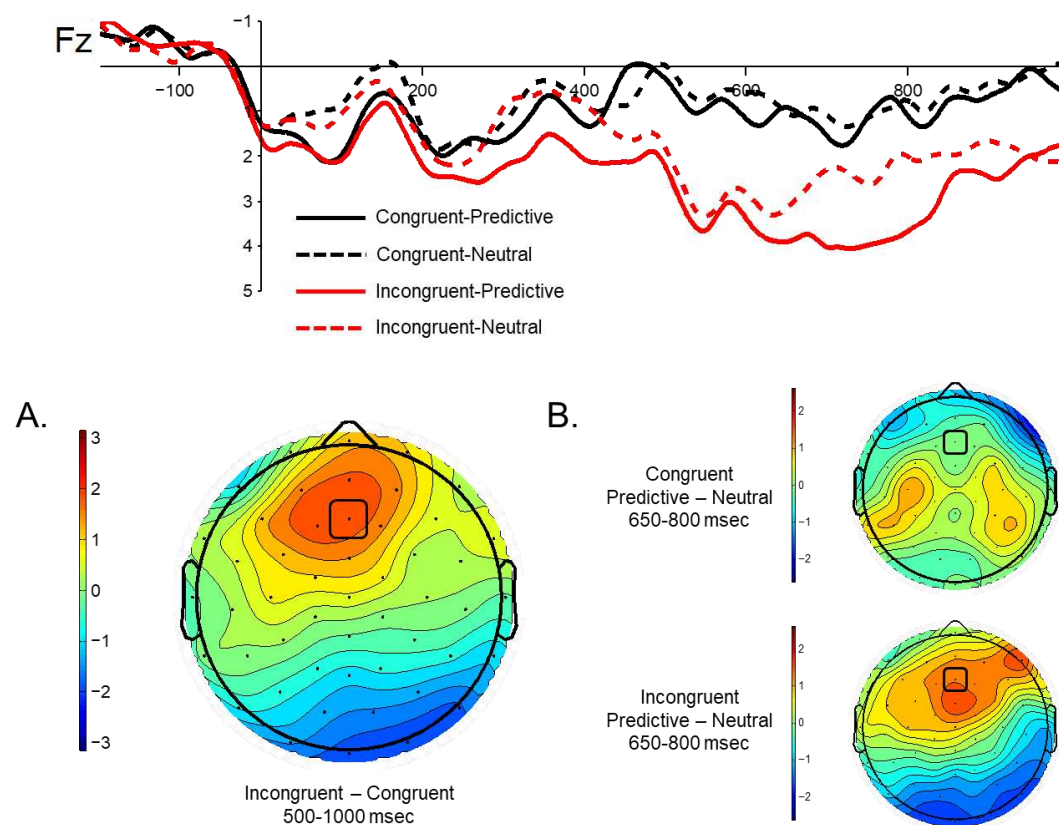 −1
Fz
−100
200
400
600
800
2
3
4
5
Congruent-Predictive
Congruent-Neutral
Incongruent-Predictive
Incongruent-Neutral
A.
3
2
1
0
−1
−2
−3
Incongruent – Congruent
500-1000 msec
B.
Congruent
Predictive – Neutral
650-800 msec
2
1
0
−1
−2
Incongruent
Predictive – Neutral
650-800 msec
2
1
0
−1
−2